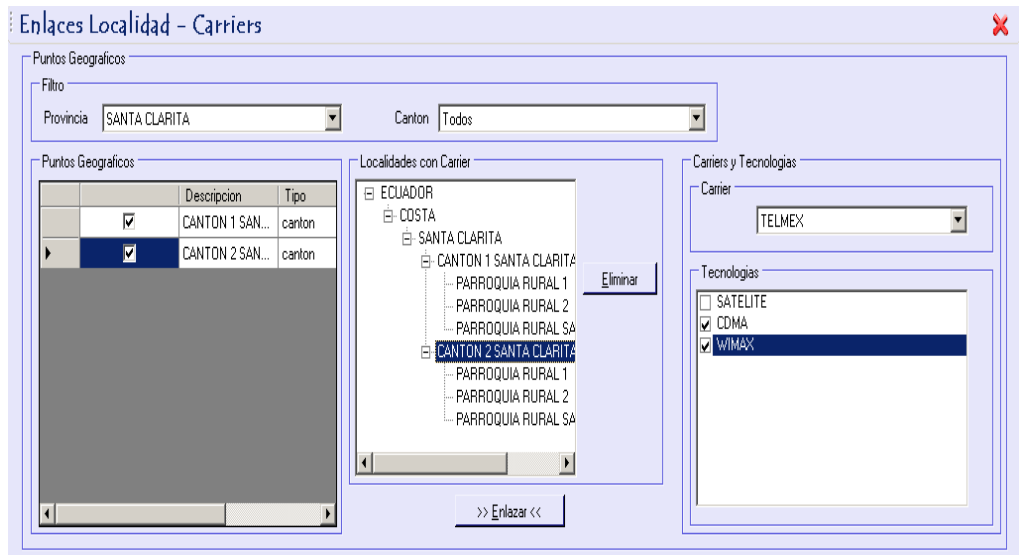 Enlaces Localidad - Carriers
Puntos Geograficos
Filtro
Provincia SANTA CLARITA Canton Todos
Puntos Geograficos
Descripcion Tipo
CANTON 1 SAN... canton
CANTON 2 SAN... canton
Localidades con Carrier
ECUADOR
COSTA
SANTA CLARITA
CANTON 1 SANTA CLARITA
PARROQUIA RURAL 1
PARROQUIA RURAL 2
PARROQUIA RURAL SA
CANTON 2 SANTA CLARITA
PARROQUIA RURAL 1
PARROQUIA RURAL 2
PARROQUIA RURAL SA
Eliminar
>> Enlazar <<
Carriers y Tecnologias
Carrier
TELMEX
Tecnologias
SATELITE
CDMA
WIMAX